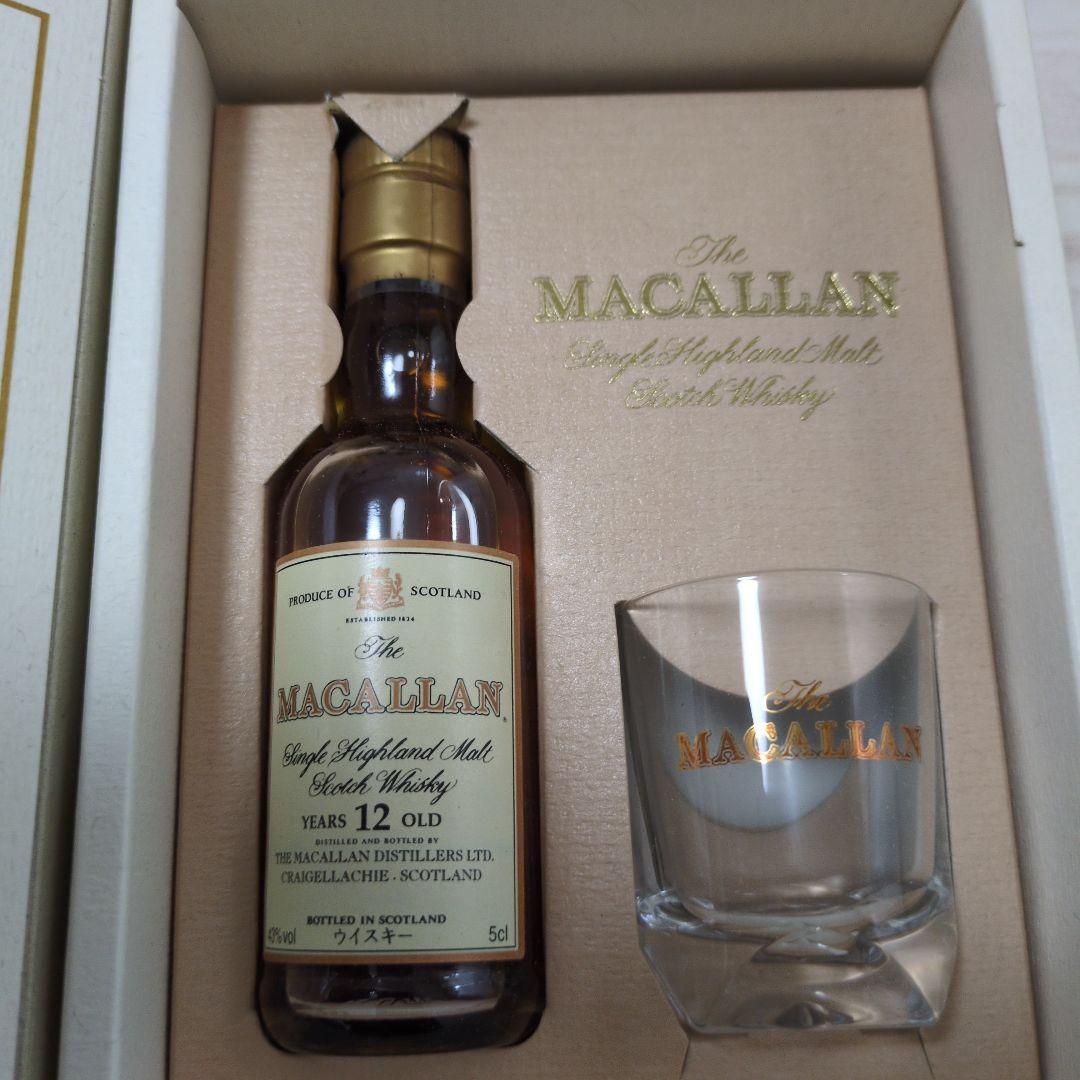 PRODUCE OF SCOTLAND
ESTABLISHED 1824
The
MACALLAN
Single Highland Malt
Scotch Whisky
YEARS 12 OLD
DISTILLED AND BOTTLED BY
THE MACALLAN DISTILLERS LTD.
CRAIGELLACHIE · SCOTLAND
BOTTLED IN SCOTLAND
43%vol ウイスキー 5cl
The
MACALLAN
Single Highland Malt
Scotch Whisky
The
MACALLAN